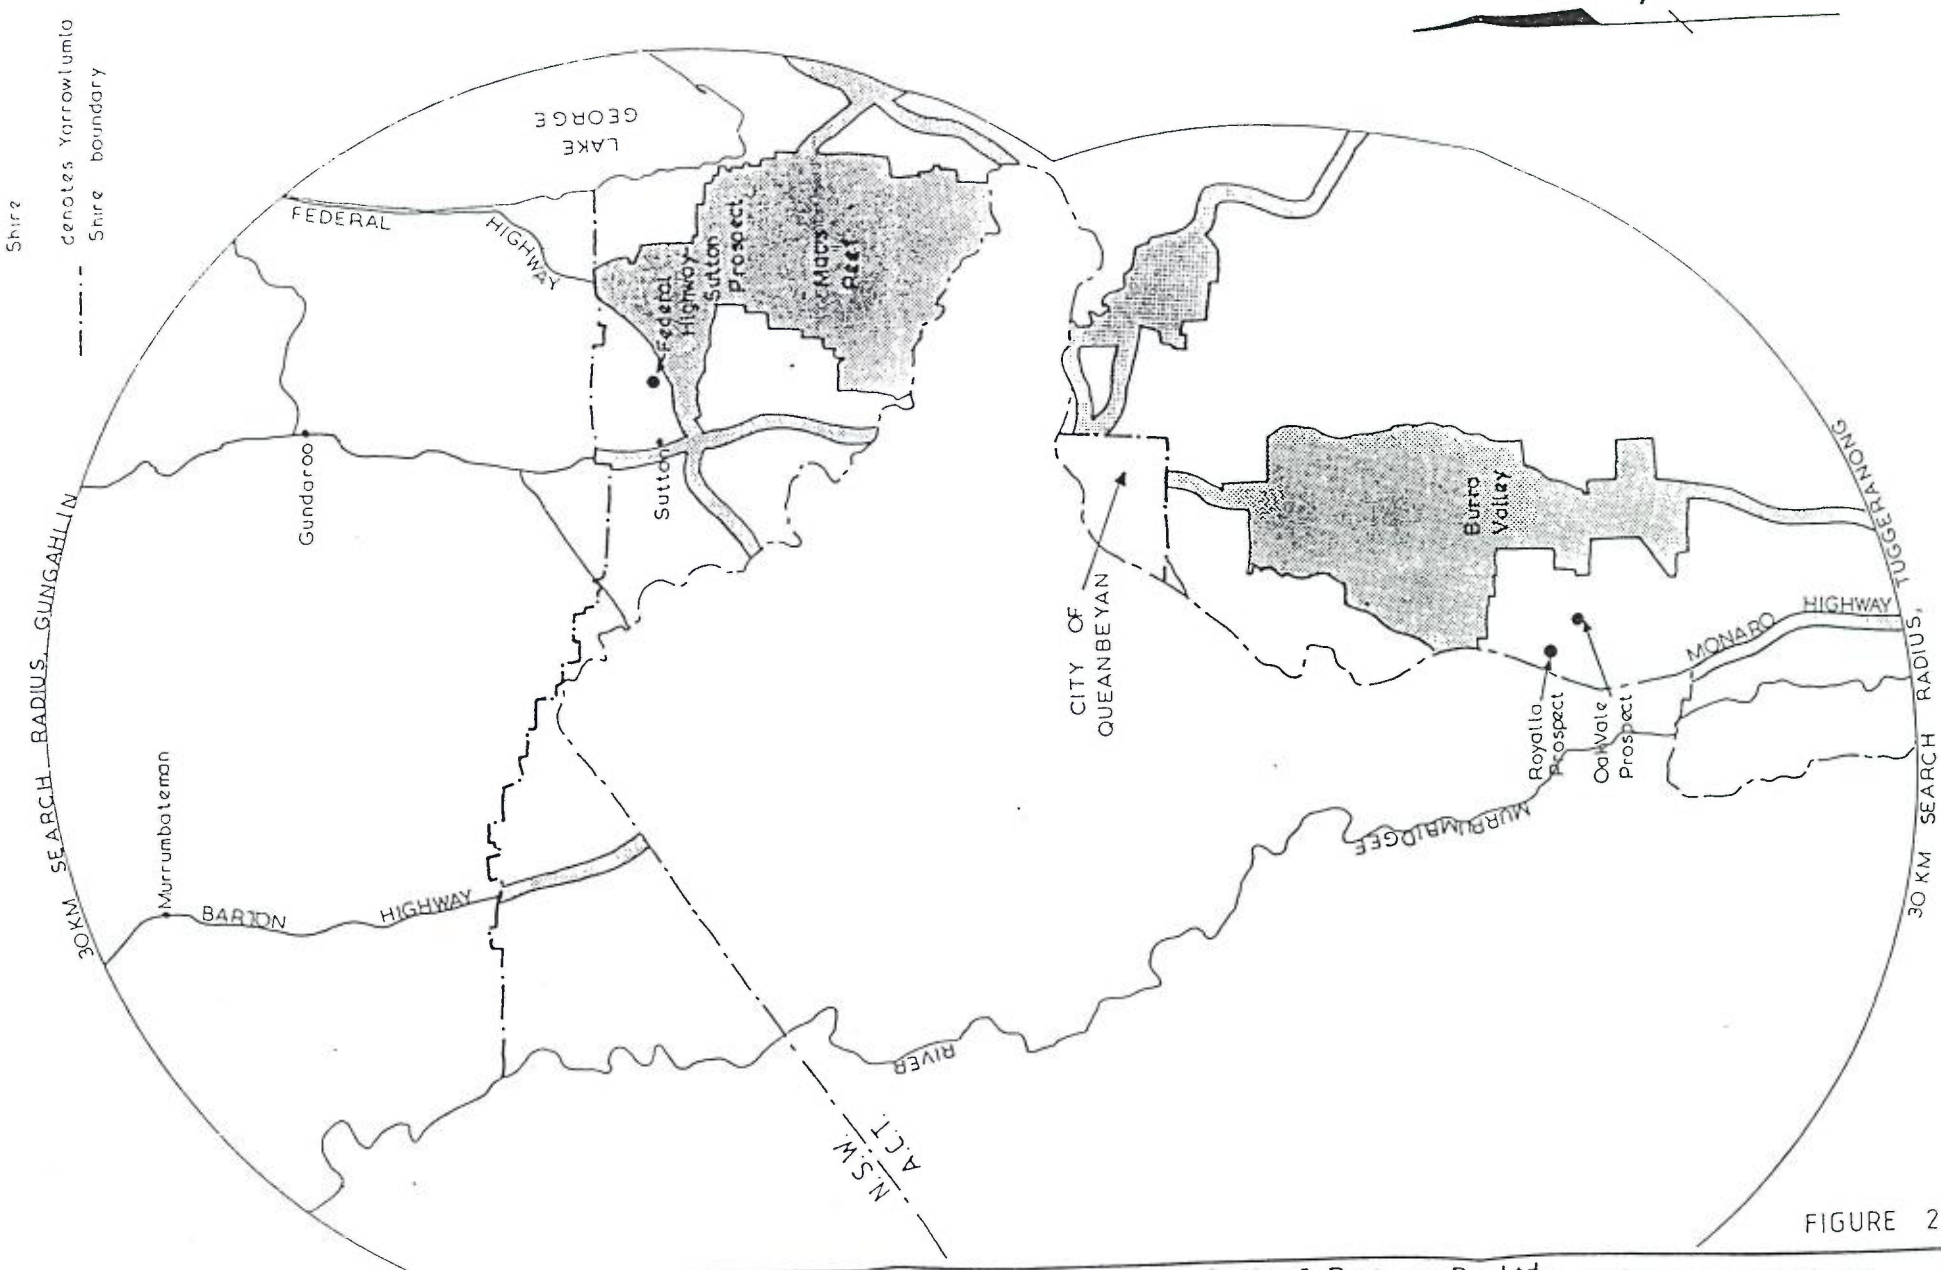 Shire
denotes Yarrowlumla
Shire boundary
LAKE
GEORGE
FEDERAL
HIGHWAY
Federal
Highway
Sutton
Prospect
Macs
Reef
Gundaroo
Sutton
30KM SEARCH RADIUS, GUNGAHLIN
Murrumbateman
BARTON
HIGHWAY
CITY OF
QUEANBEYAN
Burra
Valley
TUGGERANONG
30 KM SEARCH RADIUS,
MONARO
HIGHWAY
Royalla
Prospect
OakVale
Prospect
MURRUMBIDGEE
RIVER
N.S.W.
A.C.T.
FIGURE 2